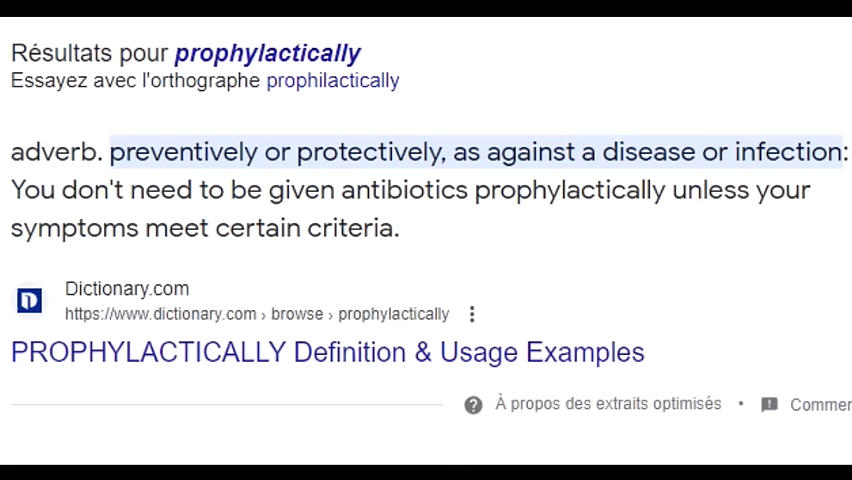 Résultats pour prophylactically
Essayez avec l'orthographe prophilactically
adverb. preventively or protectively, as against a disease or infection:
You don't need to be given antibiotics prophylactically unless your
symptoms meet certain criteria.
Dictionary.com
https://www.dictionary.com › browse › prophylactically
PROPHYLACTICALLY Definition & Usage Examples
À propos des extraits optimisés • Commer